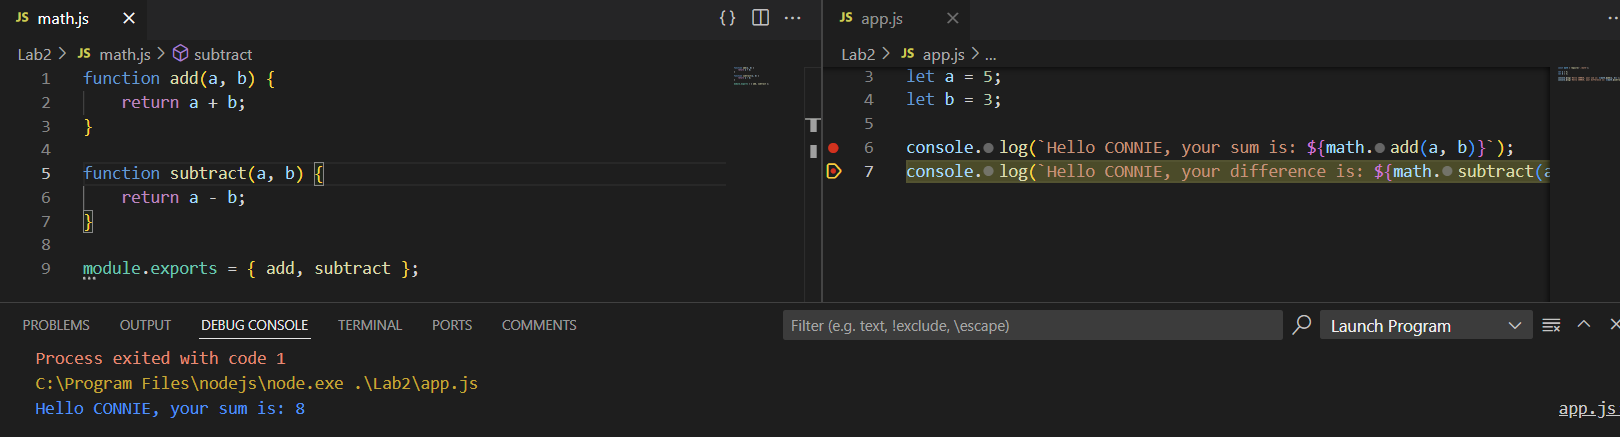 JS math.js
Lab2 > JS math.js > subtract
1 function add(a, b) {
2 return a + b;
3 }
4
5 function subtract(a, b) {
6 return a - b;
7 }
8
9 module.exports = { add, subtract };
JS app.js
Lab2 > JS app.js > ...
3 let a = 5;
4 let b = 3;
5
6 console. log(`Hello CONNIE, your sum is: ${math. add(a, b)}`);
7 console. log(`Hello CONNIE, your difference is: ${math. subtract(a
PROBLEMS OUTPUT DEBUG CONSOLE TERMINAL PORTS COMMENTS Filter (e.g. text, !exclude, \escape) Launch Program
Process exited with code 1
C:\Program Files\nodejs\node.exe .\Lab2\app.js
Hello CONNIE, your sum is: 8 app.js